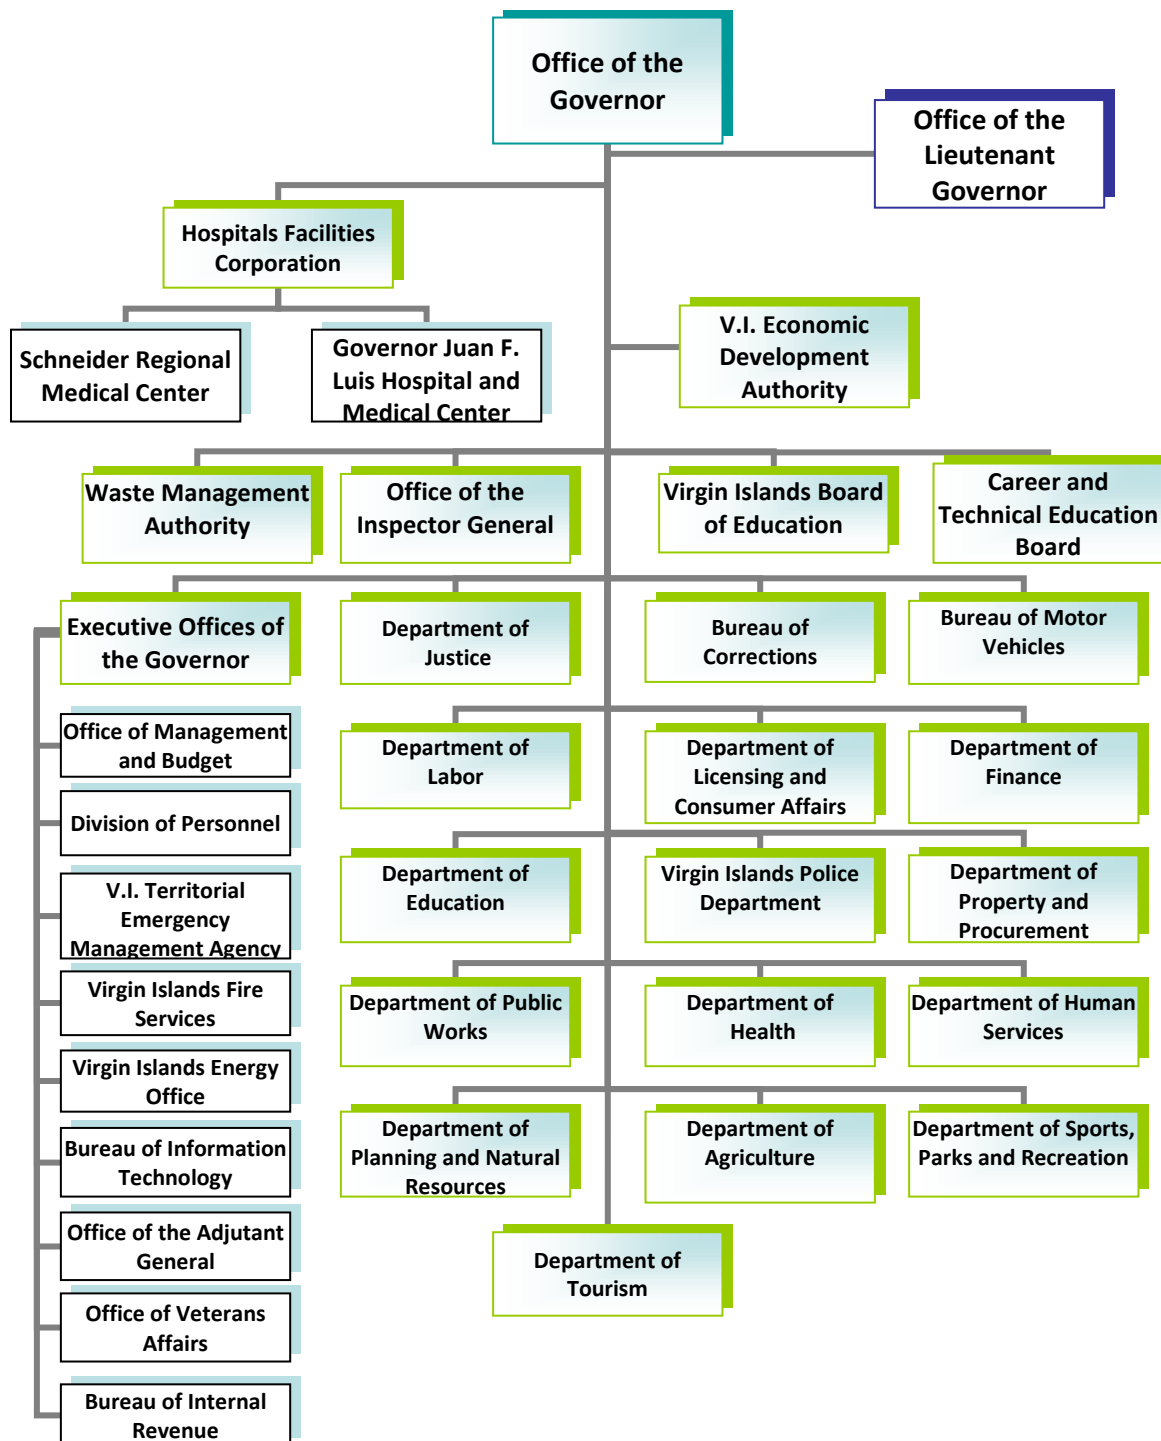 Office of the
Governor
Office of the
Lieutenant
Governor
Hospitals Facilities
Corporation
Schneider Regional
Medical Center
Governor Juan F.
Luis Hospital and
Medical Center
V.I. Economic
Development
Authority
Waste Management
Authority
Office of the
Inspector General
Virgin Islands Board
of Education
Career and
Technical Education
Board
Executive Offices of
the Governor
Department of
Justice
Bureau of
Corrections
Bureau of Motor
Vehicles
Office of Management
and Budget
Division of Personnel
V.I. Territorial
Emergency
Management Agency
Virgin Islands Fire
Services
Virgin Islands Energy
Office
Bureau of Information
Technology
Office of the Adjutant
General
Office of Veterans
Affairs
Bureau of Internal
Revenue
Department of
Labor
Department of
Licensing and
Consumer Affairs
Department of
Finance
Department of
Education
Virgin Islands Police
Department
Department of
Property and
Procurement
Department of Public
Works
Department of
Health
Department of Human
Services
Department of
Planning and Natural
Resources
Department of
Agriculture
Department of Sports,
Parks and Recreation
Department of
Tourism